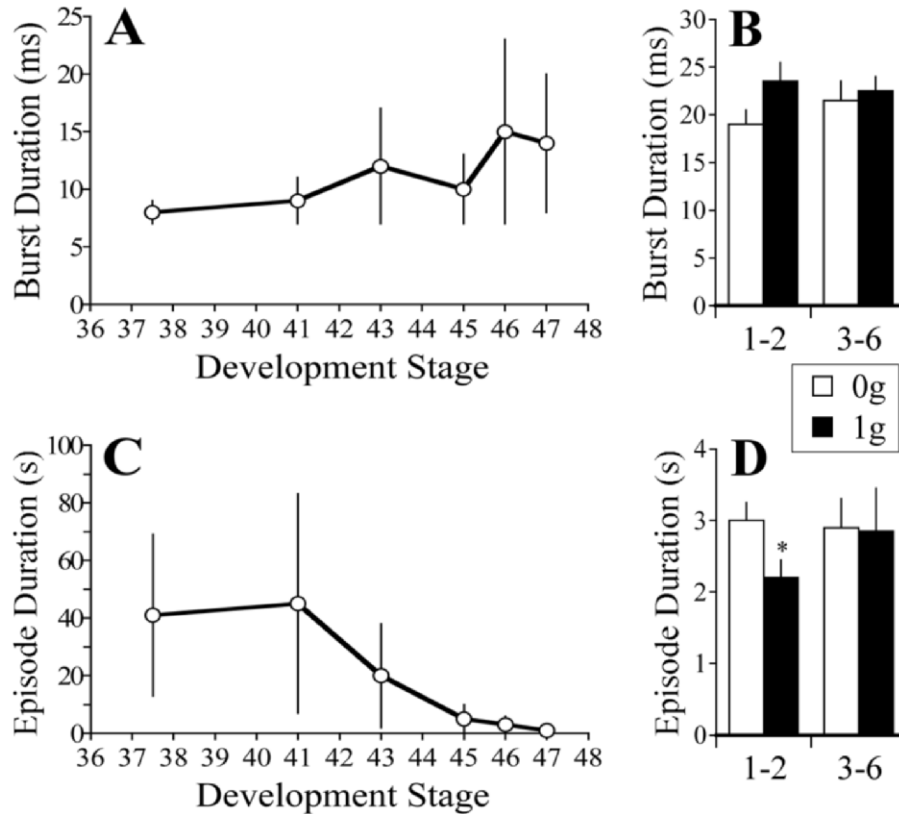 A
Burst Duration (ms)
25
20
15
10
5
0
36 37 38 39 40 41 42 43 44 45 46 47 48
Development Stage
B
Burst Duration (ms)
30
25
20
15
10
5
0
1-2 3-6
0g
1g
C
Episode Duration (s)
100
80
60
40
20
0
36 37 38 39 40 41 42 43 44 45 46 47 48
Development Stage
D
Episode Duration (s)
4
3
2
1
0
*
1-2 3-6